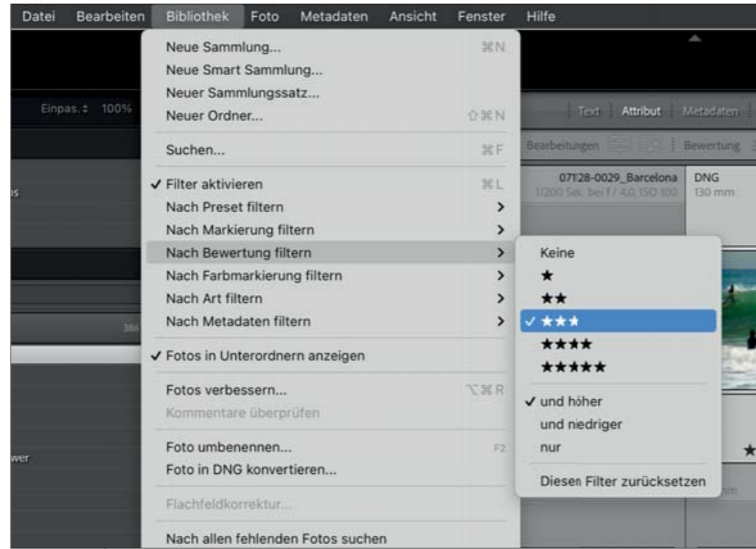 Datei Bearbeiten Bibliothek Foto Metadaten Ansicht Fenster Hilfe
Neue Sammlung... ⌘N
Neue Smart Sammlung...
Neuer Sammlungssatz...
Neuer Ordner... ⇧⌘N
Suchen... ⌘F
✓ Filter aktivieren ⌘L
Nach Preset filtern >
Nach Markierung filtern >
Nach Bewertung filtern >
Nach Farbmarkierung filtern >
Nach Art filtern >
Nach Metadaten filtern >
✓ Fotos in Unterordnern anzeigen
Fotos verbessern... ⌥⌘R
Kommentare überprüfen
Foto umbenennen... F2
Foto in DNG konvertieren...
Flachfeldkorrektur...
Nach allen fehlenden Fotos suchen
Keine
★
★★
✓ ★★★
★★★★
★★★★★
✓ und höher
und niedriger
nur
Diesen Filter zurücksetzen
Einpas. 100%
386
Text Attribut Metadaten
Bearbeitungen Bewertung
07128-0029_Barcelona DNG
1/200 Sek. bei f / 4,0, ISO 100 130 mm